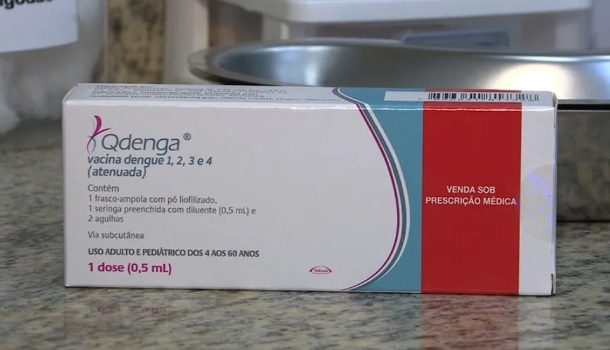 Qdenga®
vacina dengue 1, 2, 3 e 4
(atenuada)
Contém
1 frasco-ampola com pó liofilizado,
1 seringa preenchida com diluente (0,5 mL) e
2 agulhas
Via subcutânea
USO ADULTO E PEDIÁTRICO DOS 4 AOS 60 ANOS
1 dose (0,5 mL)
Takeda
VENDA SOB
PRESCRIÇÃO MÉDICA